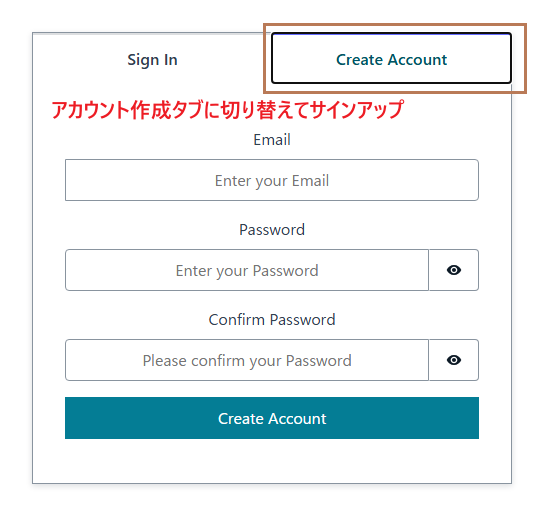 Sign In
Create Account
アカウント作成タブに切り替えてサインアップ
Email
Enter your Email
Password
Enter your Password
Confirm Password
Please confirm your Password
Create Account